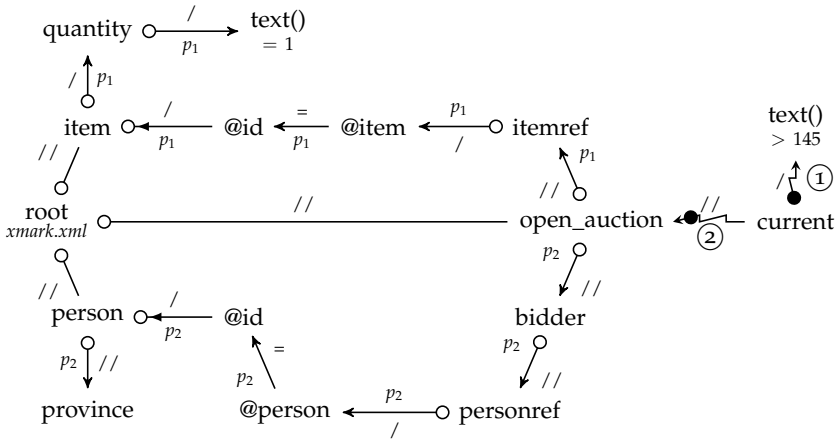 quantity / p1 text()
= 1
/ p1
item / p1 @id = p1 @item p1 / itemref
text()
> 145
// p1
/ ①
//
root
xmark.xml
//
open_auction
//
②
current
p2 //
//
person / p2 @id
bidder
p2 //
= p2
p2 //
province
@person p2 / personref